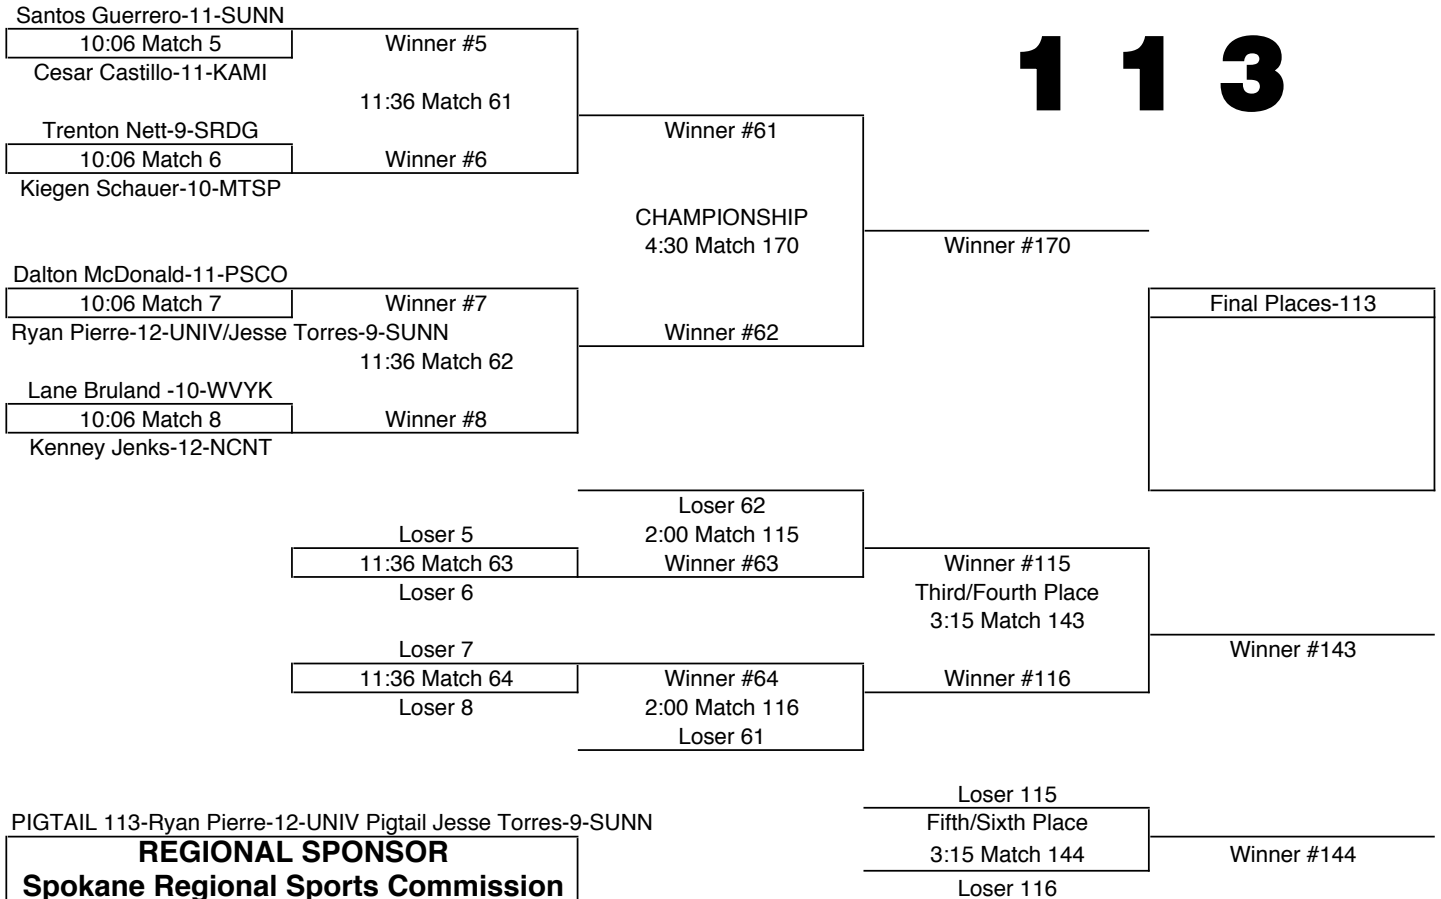 Santos Guerrero-11-SUNN
113
10:06 Match 5 Winner #5
Cesar Castillo-11-KAMI
11:36 Match 61
Trenton Nett-9-SRDG Winner #61
10:06 Match 6 Winner #6
Kiegen Schauer-10-MTSP
CHAMPIONSHIP
4:30 Match 170 Winner #170
Dalton McDonald-11-PSCO
10:06 Match 7 Winner #7 Final Places-113
Ryan Pierre-12-UNIV/Jesse Torres-9-SUNN Winner #62
11:36 Match 62
Lane Bruland -10-WVYK
10:06 Match 8 Winner #8
Kenney Jenks-12-NCNT
Loser 62
Loser 5 2:00 Match 115
11:36 Match 63 Winner #63 Winner #115
Loser 6 Third/Fourth Place
3:15 Match 143
Loser 7 Winner #143
11:36 Match 64 Winner #64 Winner #116
Loser 8 2:00 Match 116
Loser 61
Loser 115
PIGTAIL 113-Ryan Pierre-12-UNIV Pigtail Jesse Torres-9-SUNN Fifth/Sixth Place
REGIONAL SPONSOR 3:15 Match 144 Winner #144
Spokane Regional Sports Commission Loser 116